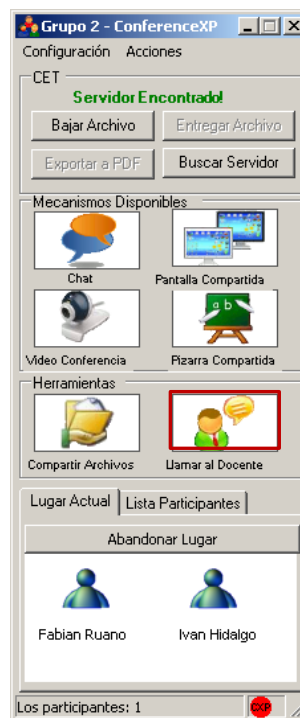 Grupo 2 - ConferenceXP
Configuración Acciones
CET
Servidor Encontrado!
Bajar Archivo Entregar Archivo
Exportar a PDF Buscar Servidor
Mecanismos Disponibles
Chat Pantalla Compartida
a b
Video Conferencia Pizarra Compartida
Herramientas
Compartir Archivos Llamar al Docente
Lugar Actual Lista Participantes
Abandonar Lugar
Fabian Ruano Ivan Hidalgo
Los participantes: 1 CXP